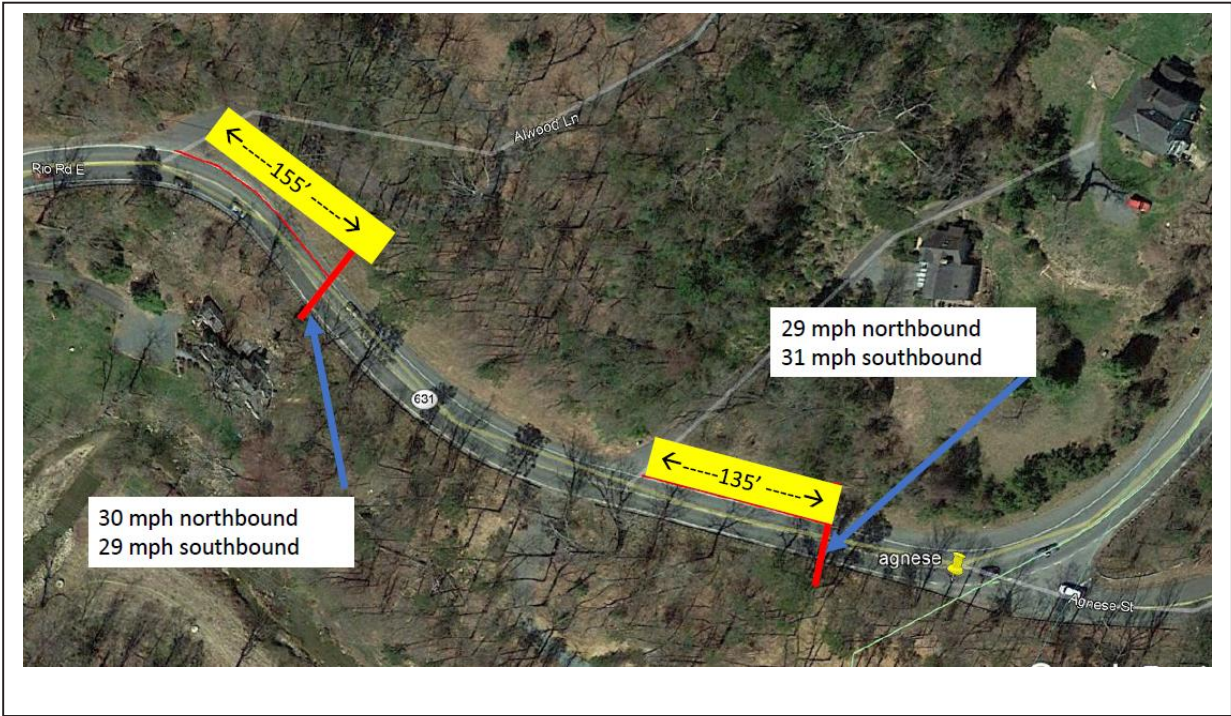 Alwood Ln
Rio Rd E
←------155' ------→
29 mph northbound
31 mph southbound
631
←------135' ------→
30 mph northbound
29 mph southbound
agnese
Agnese St